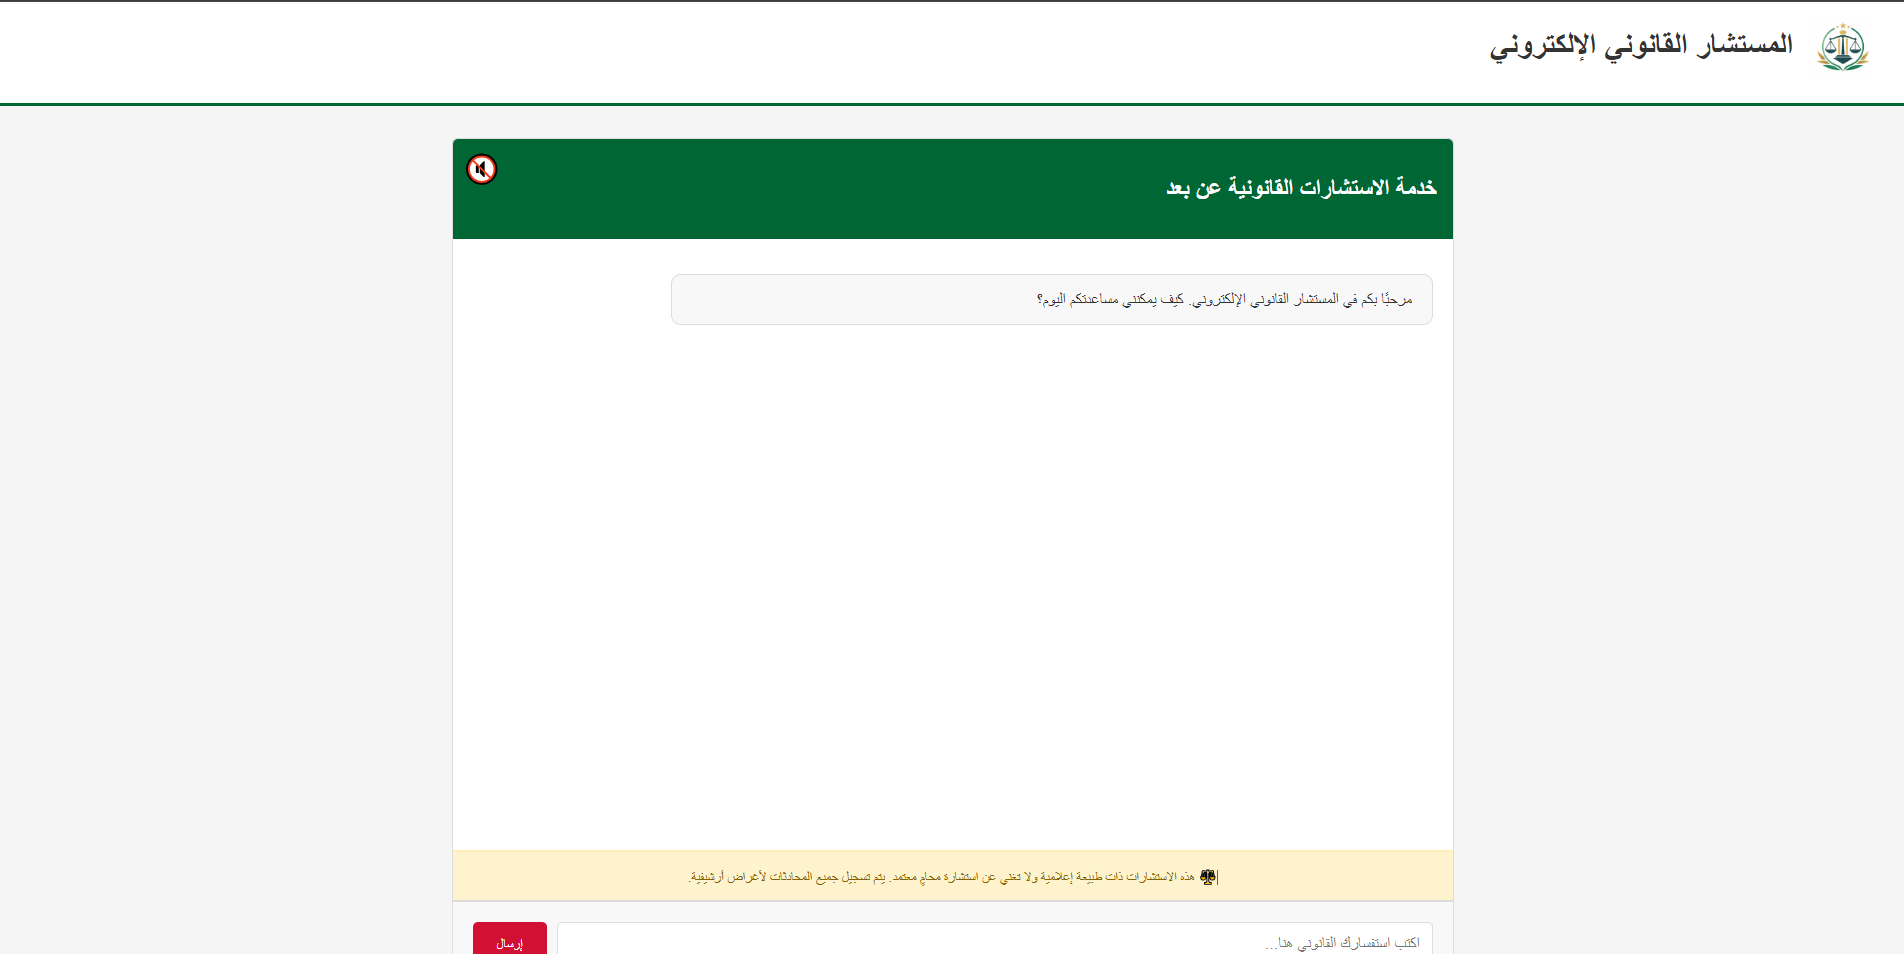 المستشار القانوني الإلكتروني
خدمة الاستشارات القانونية عن بعد
مرحبًا بكم في المستشار القانوني الإلكتروني. كيف يمكنني مساعدتكم اليوم؟
هذه الاستشارات ذات طبيعة إعلامية ولا تغني عن استشارة محامٍ معتمد. يتم تسجيل جميع المحادثات لأغراض أرشيفية.
اكتب استفسارك القانوني هنا...
إرسال